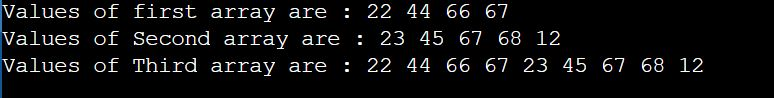 Values of first array are : 22 44 66 67
Values of Second array are : 23 45 67 68 12
Values of Third array are : 22 44 66 67 23 45 67 68 12